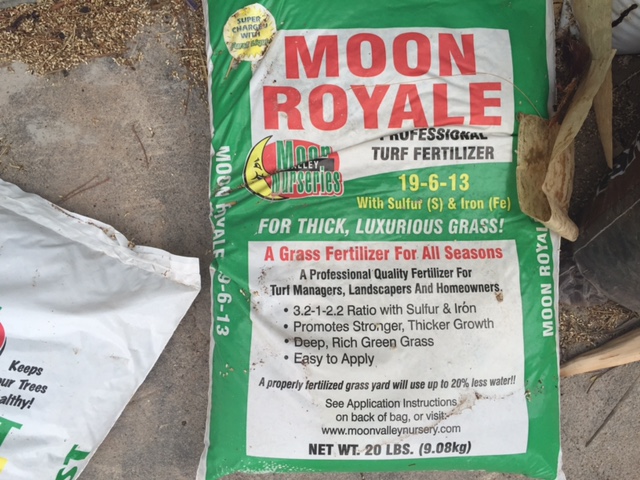 SUPER
CHARGED
WITH
MOON
ROYALE
PROFESSIONAL
TURF FERTILIZER
Moon
VALLEY
Nurseries
19-6-13
With Sulfur (S) & Iron (Fe)
FOR THICK, LUXURIOUS GRASS!
A Grass Fertilizer For All Seasons
A Professional Quality Fertilizer For
Turf Managers, Landscapers And Homeowners.
• 3.2-1-2.2 Ratio with Sulfur & Iron
• Promotes Stronger, Thicker Growth
• Deep, Rich Green Grass
• Easy to Apply
A properly fertilized grass yard will use up to 20% less water!!
See Application Instructions
on back of bag, or visit:
www.moonvalleynursery.com
NET WT. 20 LBS. (9.08kg)
MOON ROYALE 19-6-13
MOON ROYAL
Keeps
ur Trees
althy!
ST